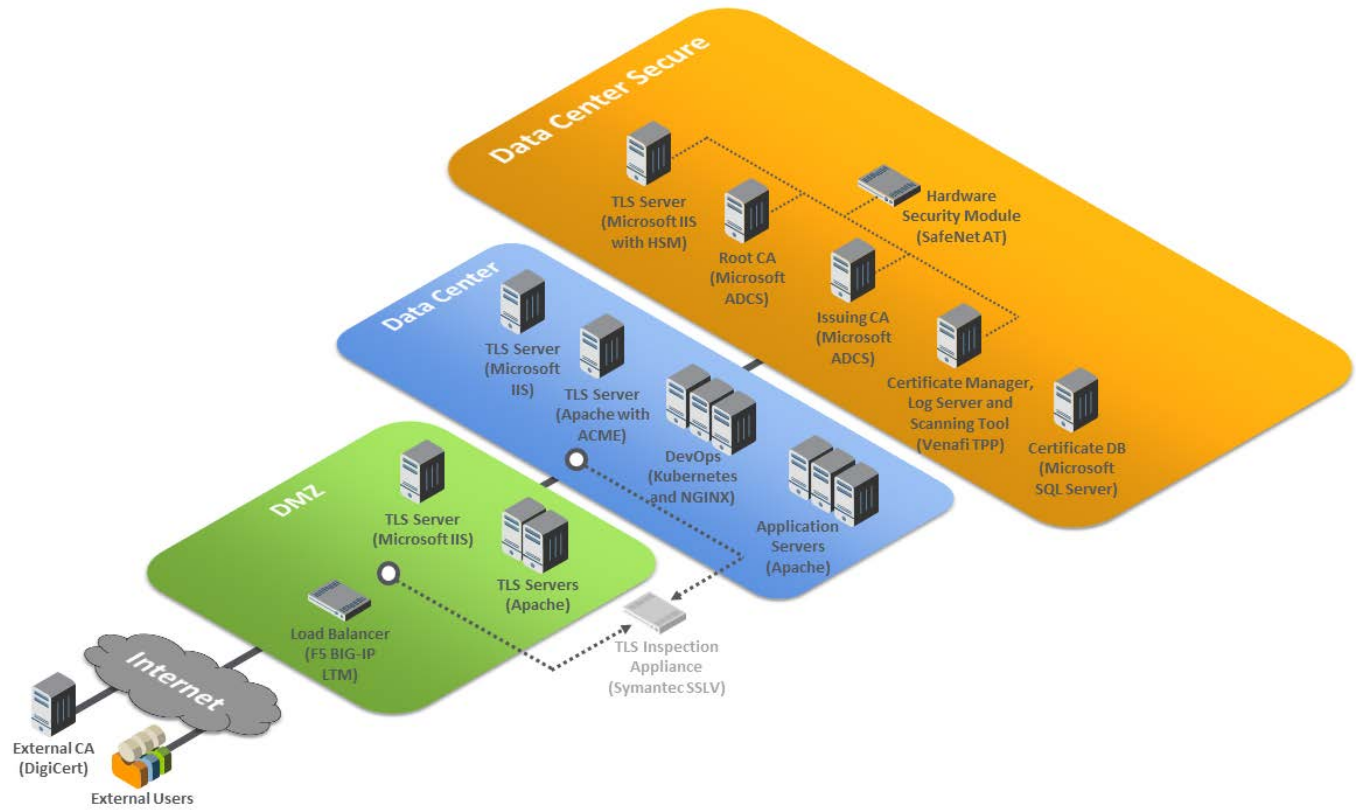 Data Center Secure
TLS Server
(Microsoft IIS
with HSM)
Root CA
(Microsoft
ADCS)
Hardware
Security Module
(SafeNet AT)
Issuing CA
(Microsoft
ADCS)
Certificate Manager,
Log Server and
Scanning Tool
(Venafi TPP)
Certificate DB
(Microsoft
SQL Server)
Data Center
TLS Server
(Microsoft
IIS)
TLS Server
(Apache with
ACME)
DevOps
(Kubernetes
and NGINX)
Application
Servers
(Apache)
DMZ
TLS Server
(Microsoft IIS)
TLS Servers
(Apache)
Load Balancer
(F5 BIG-IP
LTM)
TLS Inspection
Appliance
(Symantec SSLV)
Internet
External CA
(DigiCert)
External Users